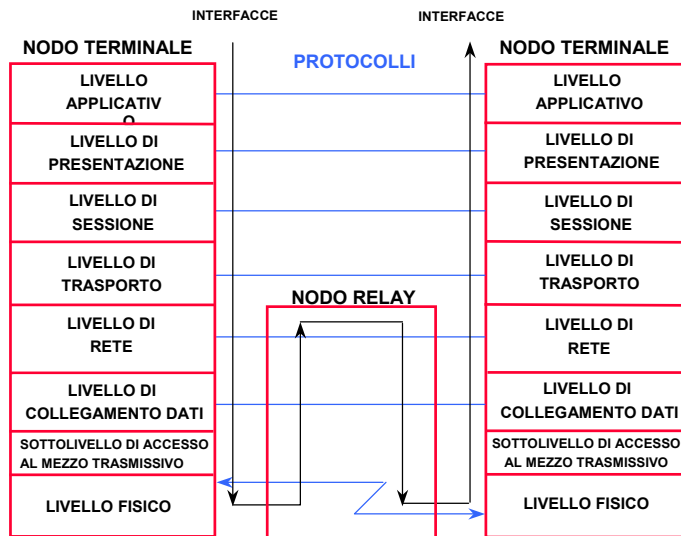 INTERFACCE
INTERFACCE
NODO TERMINALE
NODO TERMINALE
PROTOCOLLI
LIVELLO
APPLICATIV
O
LIVELLO DI
PRESENTAZIONE
LIVELLO DI
SESSIONE
LIVELLO DI
TRASPORTO
LIVELLO DI
RETE
LIVELLO DI
COLLEGAMENTO DATI
SOTTOLIVELLO DI ACCESSO
AL MEZZO TRASMISSIVO
LIVELLO FISICO
NODO RELAY
LIVELLO
APPLICATIVO
LIVELLO DI
PRESENTAZIONE
LIVELLO DI
SESSIONE
LIVELLO DI
TRASPORTO
LIVELLO DI
RETE
LIVELLO DI
COLLEGAMENTO DATI
SOTTOLIVELLO DI ACCESSO
AL MEZZO TRASMISSIVO
LIVELLO FISICO